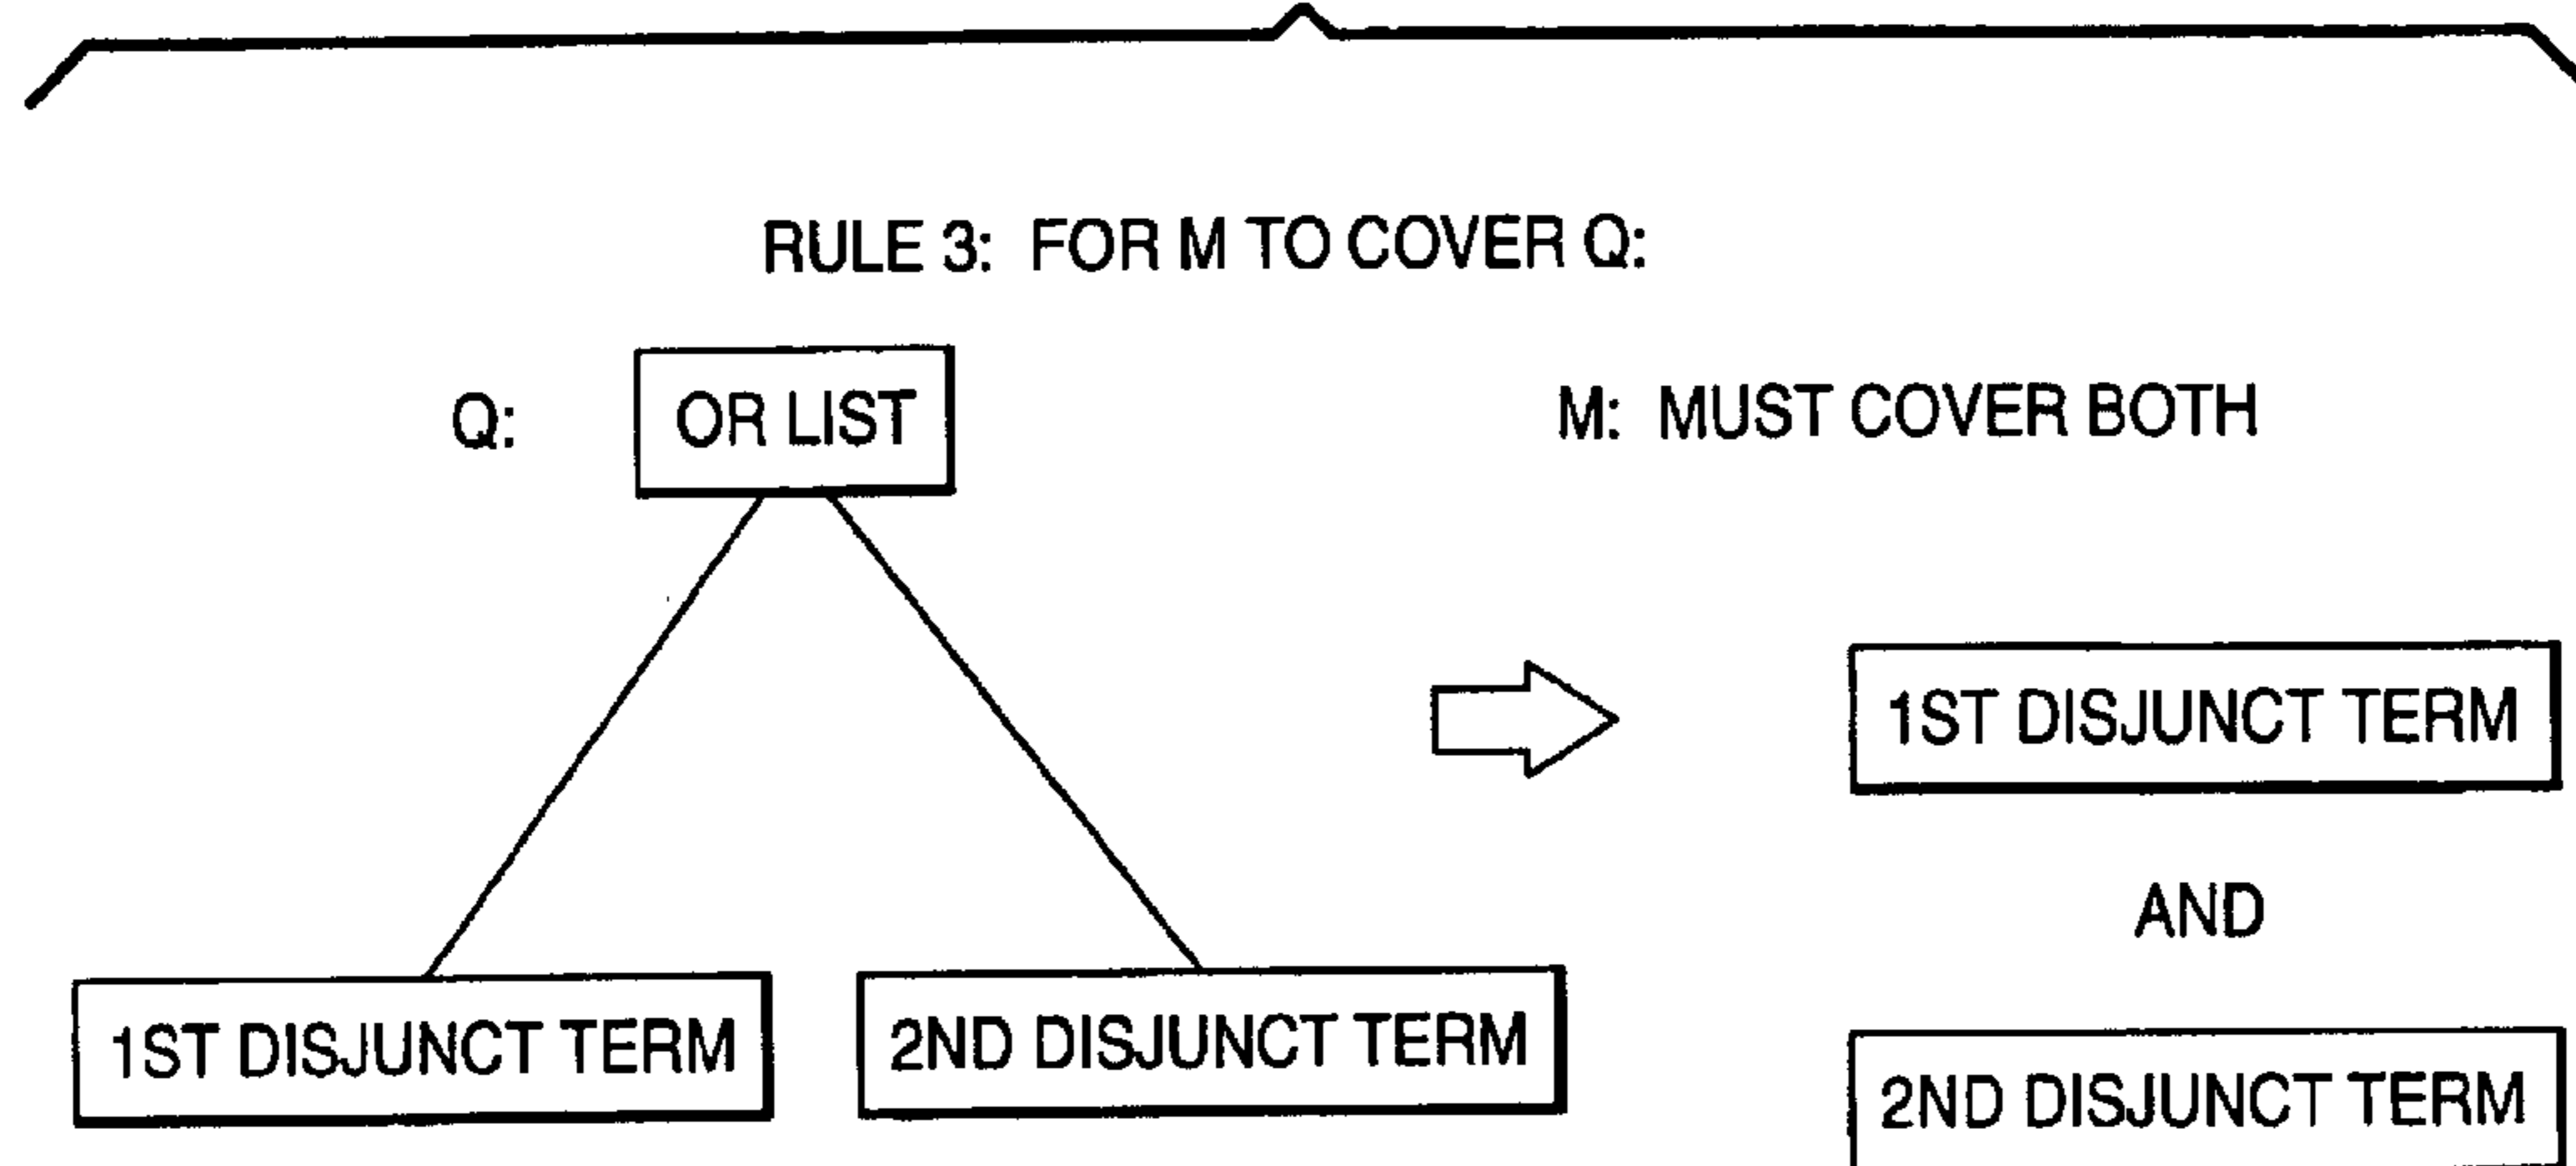 RULE 3: FOR M TO COVER Q:
Q: OR LIST
M: MUST COVER BOTH
1ST DISJUNCT TERM
AND
1ST DISJUNCT TERM
2ND DISJUNCT TERM
2ND DISJUNCT TERM